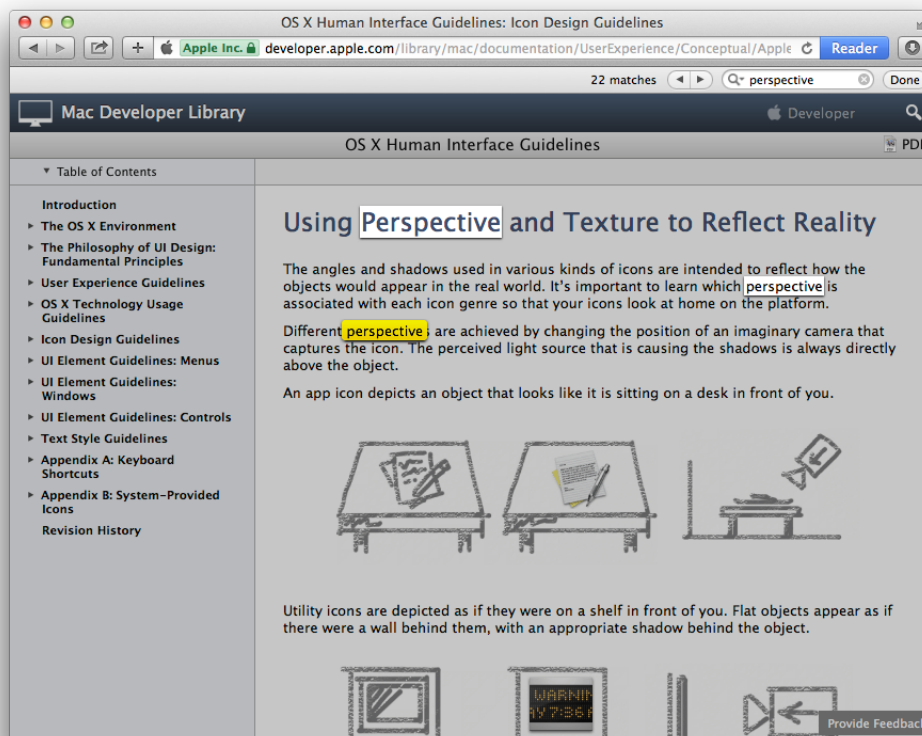 OS X Human Interface Guidelines: Icon Design Guidelines
Apple Inc. developer.apple.com/library/mac/documentation/UserExperience/Conceptual/Apple
Reader
22 matches
perspective
Done
Mac Developer Library
Developer
OS X Human Interface Guidelines
PD
Table of Contents
Introduction
The OS X Environment
The Philosophy of UI Design:
Fundamental Principles
User Experience Guidelines
OS X Technology Usage
Guidelines
Icon Design Guidelines
UI Element Guidelines: Menus
UI Element Guidelines:
Windows
UI Element Guidelines: Controls
Text Style Guidelines
Appendix A: Keyboard
Shortcuts
Appendix B: System-Provided
Icons
Revision History
Using Perspective and Texture to Reflect Reality
The angles and shadows used in various kinds of icons are intended to reflect how the
objects would appear in the real world. It's important to learn which perspective is
associated with each icon genre so that your icons look at home on the platform.
Different perspectives are achieved by changing the position of an imaginary camera that
captures the icon. The perceived light source that is causing the shadows is always directly
above the object.
An app icon depicts an object that looks like it is sitting on a desk in front of you.
Utility icons are depicted as if they were on a shelf in front of you. Flat objects appear as if
there were a wall behind them, with an appropriate shadow behind the object.
WARNIN
AY 7:36 A
Provide Feedbac